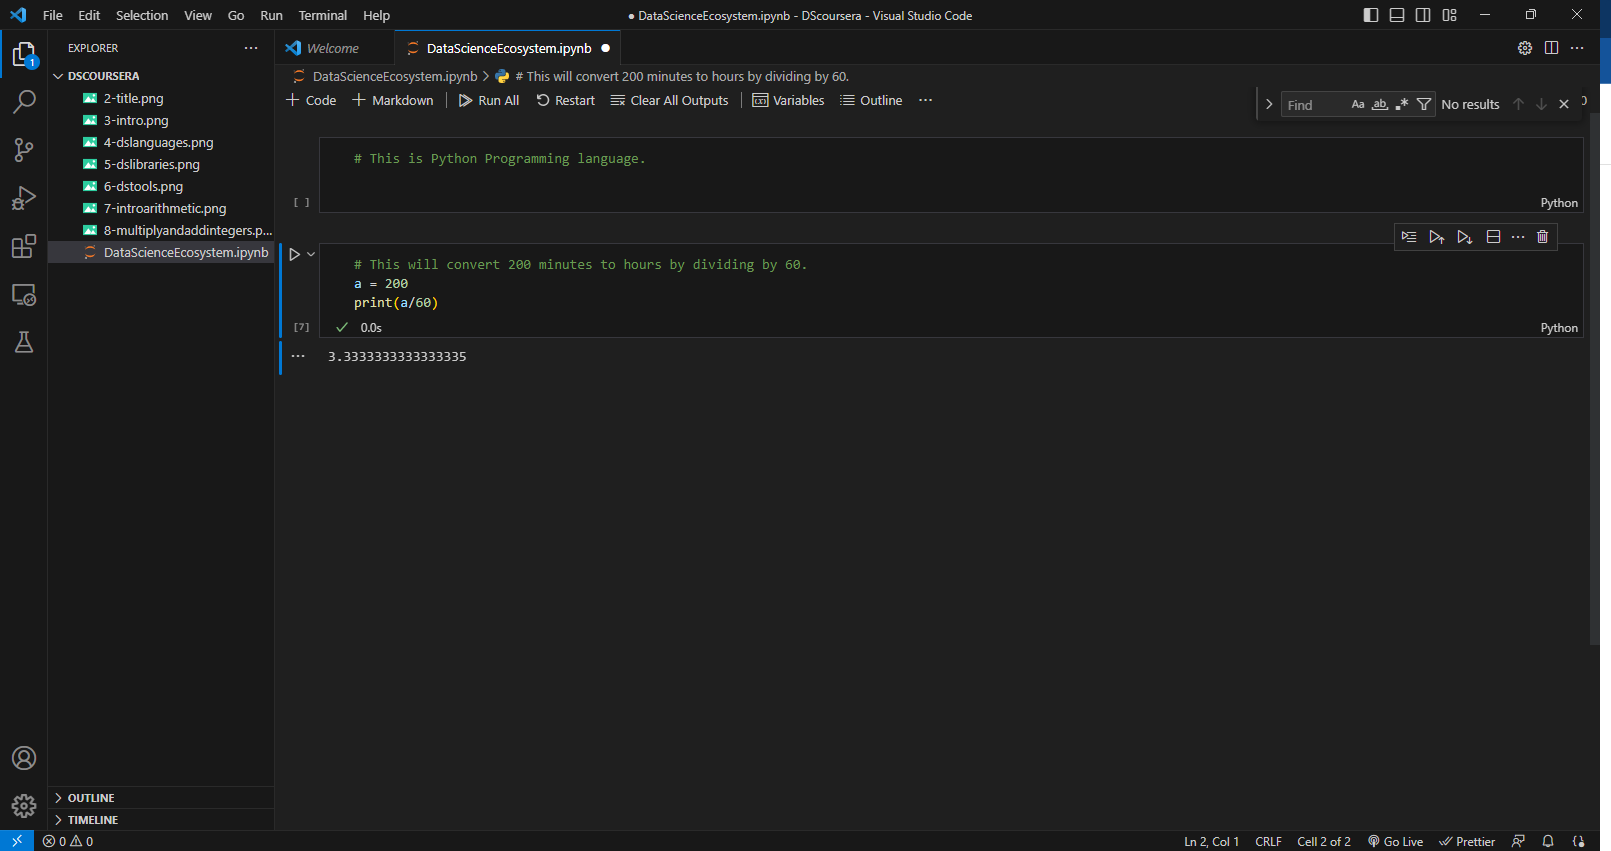 File Edit Selection View Go Run Terminal Help
● DataScienceEcosystem.ipynb - DScoursera - Visual Studio Code
1
EXPLORER
DSCOURSERA
2-title.png
3-intro.png
4-dslanguages.png
5-dslibraries.png
6-dstools.png
7-introarithmetic.png
8-multiplyandaddintegers.p...
DataScienceEcosystem.ipynb
OUTLINE
TIMELINE
Welcome DataScienceEcosystem.ipynb ●
DataScienceEcosystem.ipynb > # This will convert 200 minutes to hours by dividing by 60.
+ Code + Markdown | Run All Restart Clear All Outputs | Variables Outline ...
Find Aa ab No results
# This is Python Programming language.
[ ] Python
# This will convert 200 minutes to hours by dividing by 60.
a = 200
print(a/60)
[7] ✓ 0.0s Python
... 3.3333333333333335
0 0 Ln 2, Col 1 CRLF Cell 2 of 2 Go Live Prettier